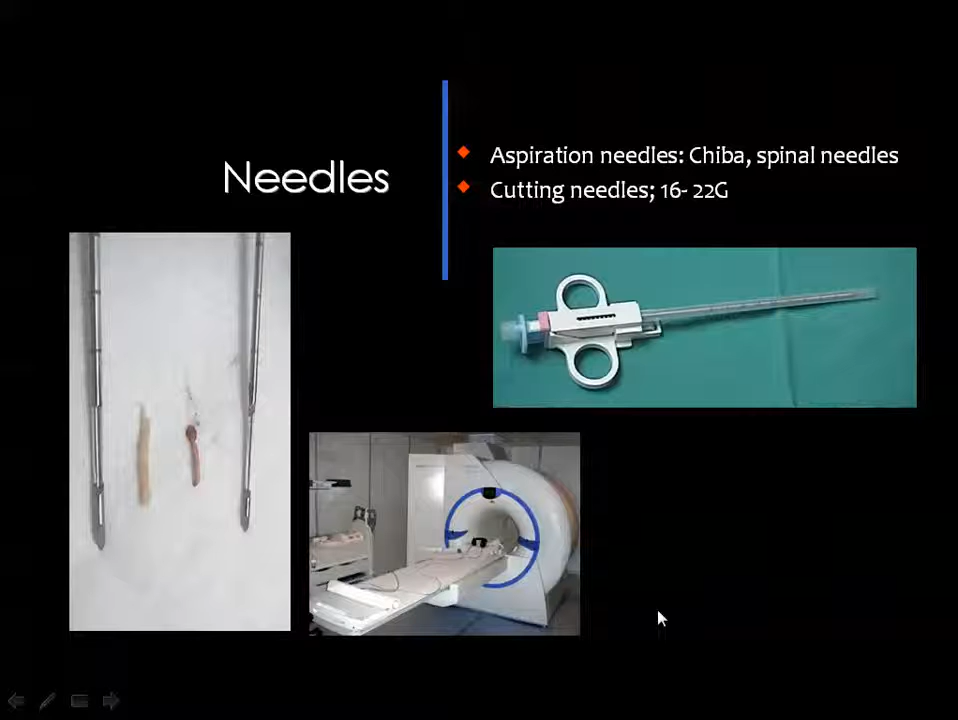 Needles
Aspiration needles: Chiba, spinal needles
Cutting needles; 16- 22G